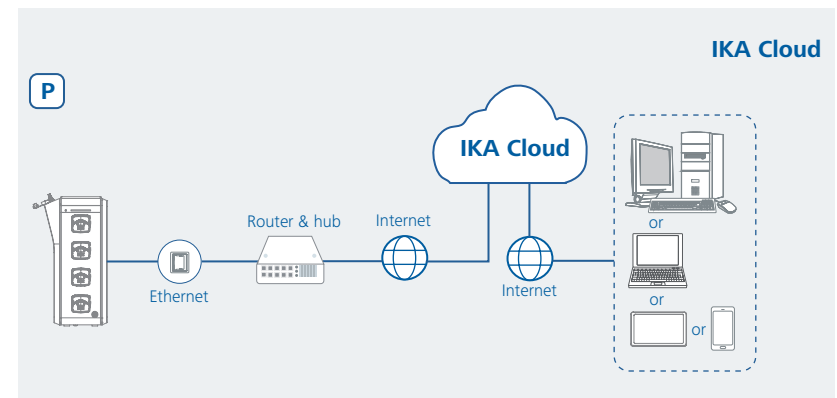 IKA Cloud
P
IKA Cloud
Router & hub
Internet
Ethernet
Internet
or
or
or